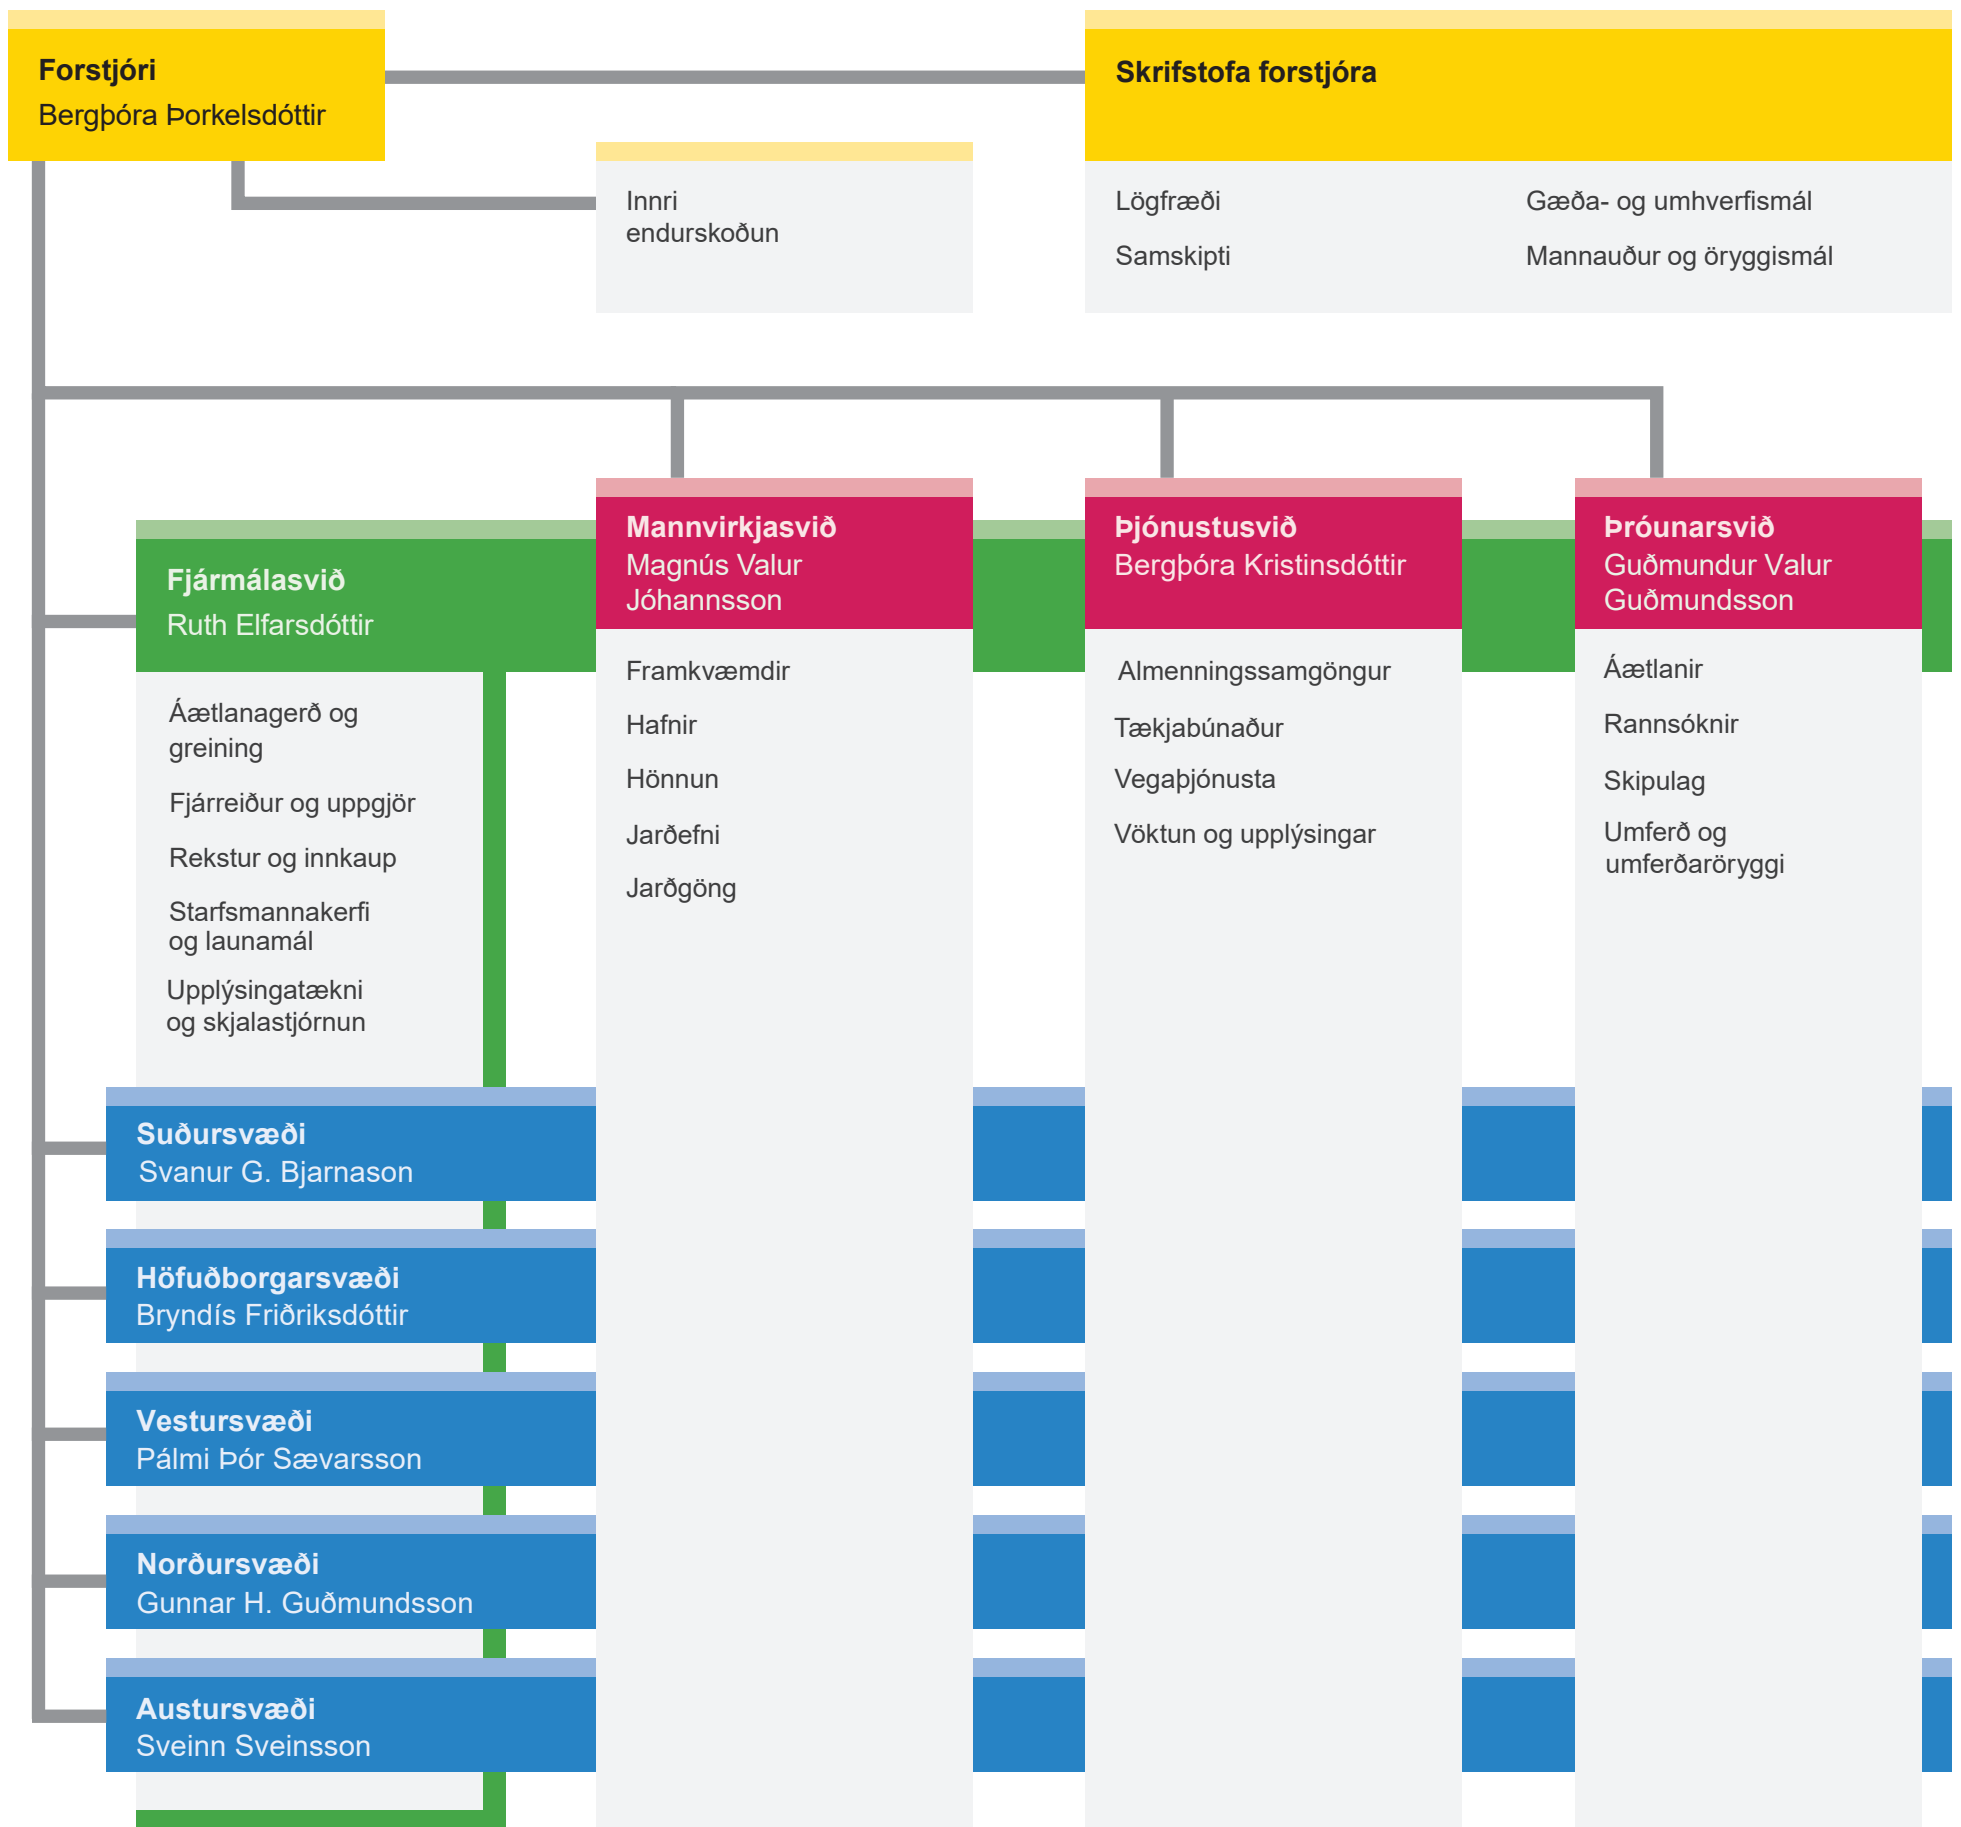 Forstjóri
Bergþóra Þorkelsdóttir
Skrifstofa forstjóra
Innri
endurskoðun
Lögfræði
Samskipti
Gæða- og umhverfismál
Mannauður og öryggismál
Fjármálasvið
Ruth Elfarsdóttir
Áætlanagerð og
greining
Fjárreiður og uppgjör
Rekstur og innkaup
Starfsmannakerfi
og launamál
Upplýsingatækni
og skjalastjórnun
Mannvirkjasvið
Magnús Valur
Jóhannsson
Framkvæmdir
Hafnir
Hönnun
Jarðefni
Jarðgöng
Þjónustusvið
Bergþóra Kristinsdóttir
Almenningssamgöngur
Tækjabúnaður
Vegaþjónusta
Vöktun og upplýsingar
Þróunarsvið
Guðmundur Valur
Guðmundsson
Áætlanir
Rannsóknir
Skipulag
Umferð og
umferðaröryggi
Suðursvæði
Svanur G. Bjarnason
Höfuðborgarsvæði
Bryndís Friðriksdóttir
Vestursvæði
Pálmi Þór Sævarsson
Norðursvæði
Gunnar H. Guðmundsson
Austursvæði
Sveinn Sveinsson